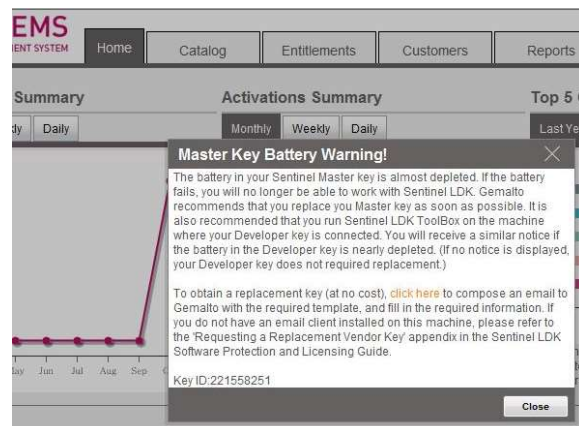 EMS
ENT SYSTEM
Home
Catalog
Entitlements
Customers
Reports
Summary
Activations Summary
Top 5
Daily
Monthly
Weekly
Daily
Last Ye
Master Key Battery Warning!
The battery in your Sentinel Master key is almost depleted. If the battery
fails, you will no longer be able to work with Sentinel LDK. Gemalto
recommends that you replace you Master key as soon as possible. It is
also recommended that you run Sentinel LDK ToolBox on the machine
where your Developer key is connected. You will receive a similar notice if
the battery in the Developer key is nearly depleted. (If no notice is displayed,
your Developer key does not required replacement.)
To obtain a replacement key (at no cost), click here to compose an email to
Gemalto with the required template, and fill in the required information. If
you do not have an email client installed on this machine, please refer to
the 'Requesting a Replacement Vendor Key' appendix in the Sentinel LDK
Software Protection and Licensing Guide.
Key ID:221558251
Close
Jun
Jul
Aug
Sep